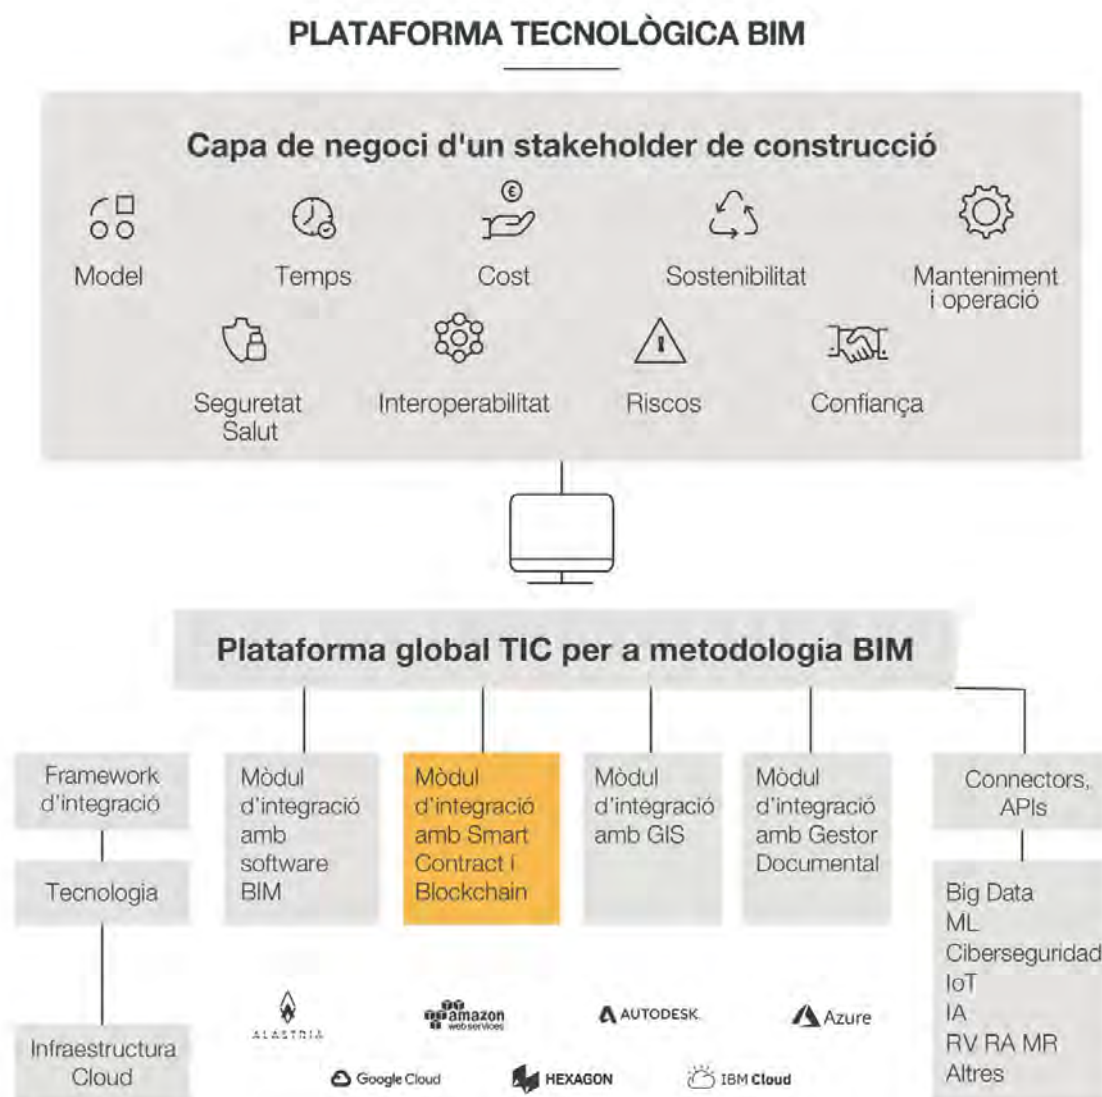 PLATAFORMA TECNOLÒGICA BIM
Capa de negoci d'un stakeholder de construcció
Model
Temps
Cost
Sostenibilitat
Manteniment
i operació
Seguretat
Salut
Interoperabilitat
Riscos
Confiança
Plataforma global TIC per a metodologia BIM
Framework
d'integració
Tecnologia
Infraestructura
Cloud
Mòdul
d'integració
amb
software
BIM
Mòdul
d'integració
amb Smart
Contract i
Blockchain
Mòdul
d'integració
amb GIS
Mòdul
d'integració
amb Gestor
Documental
Connectors,
APIs
Big Data
ML
Ciberseguridad
IoT
IA
RV RA MR
Altres
ALASTRIA
amazon
webservices
AUTODESK
Azure
Google Cloud
HEXAGON
IBM Cloud